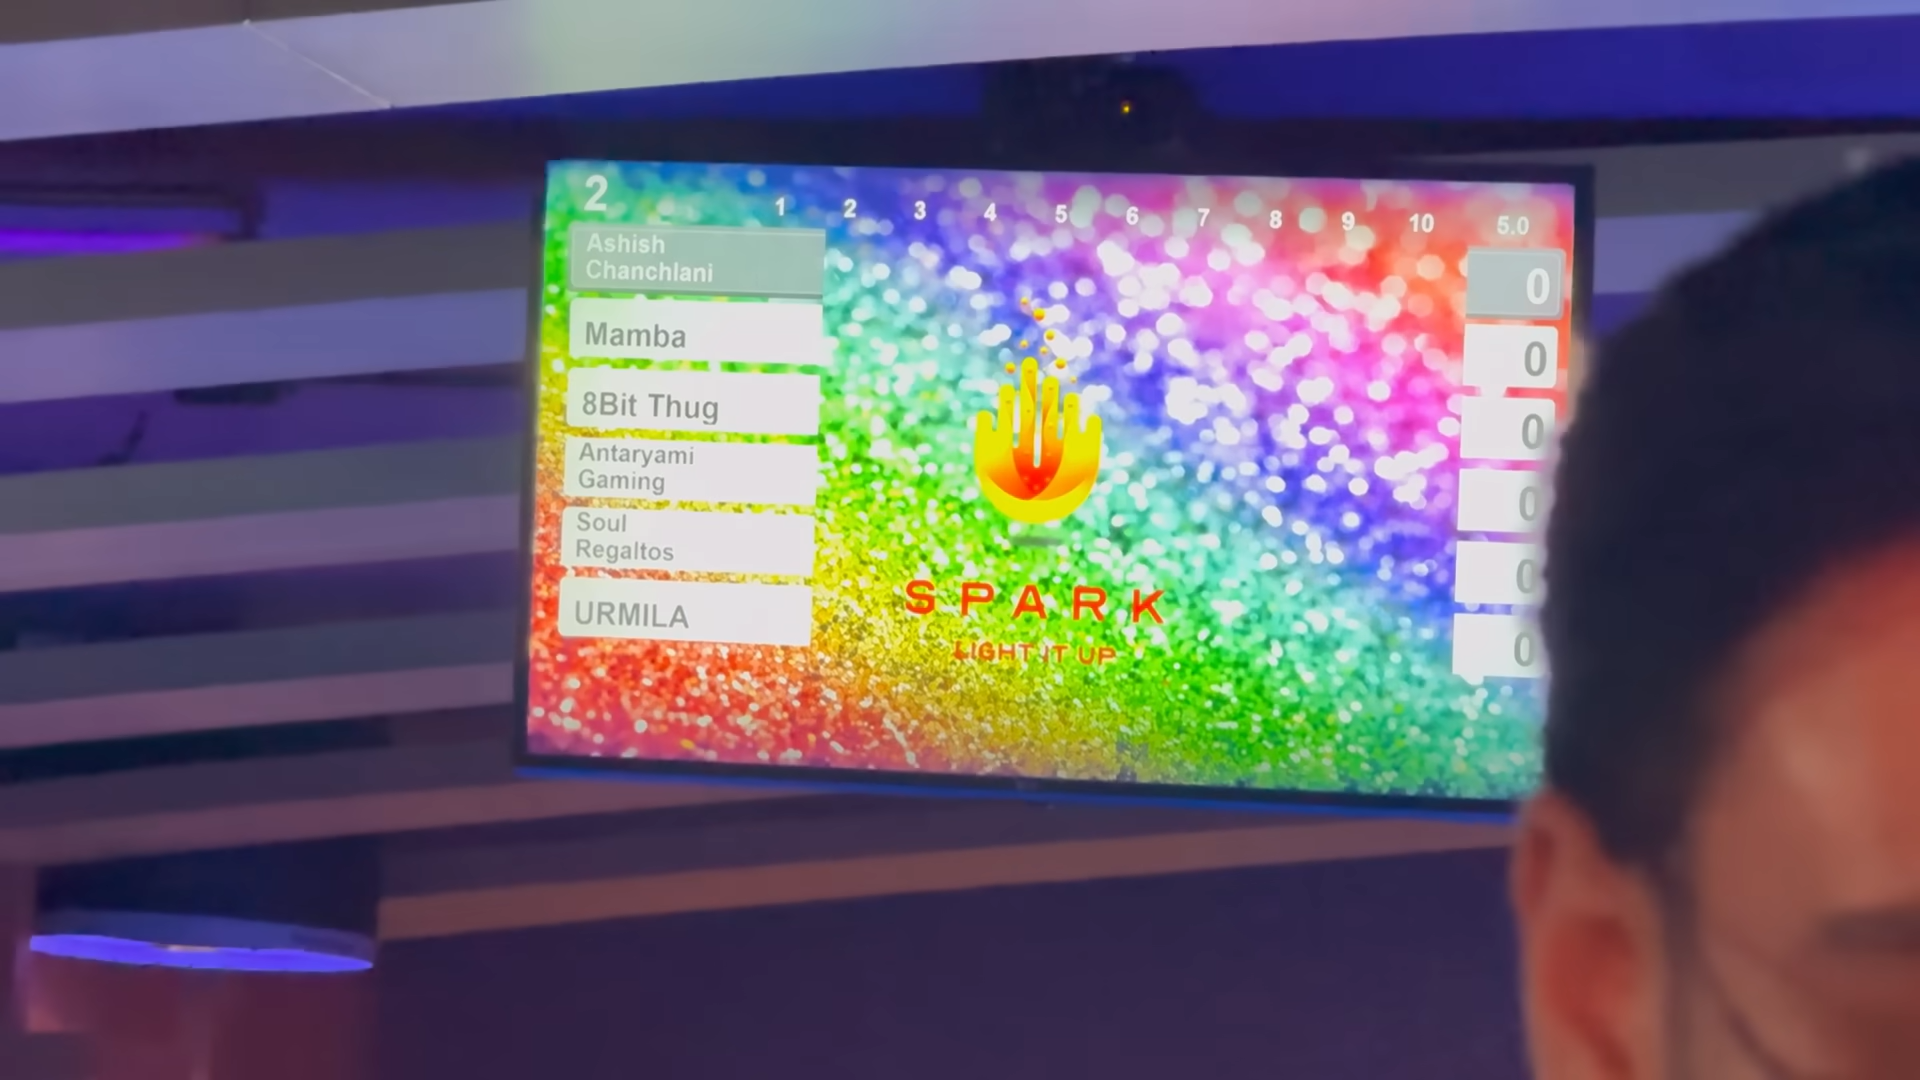 2 1 2 3 4 5 6 7 8 9 10 5.0
Ashish
Chanchlani 0
Mamba 0
8Bit Thug 0
Antaryami
Gaming 0
Soul
Regaltos 0
URMILA 0
SPARK
LIGHT IT UP